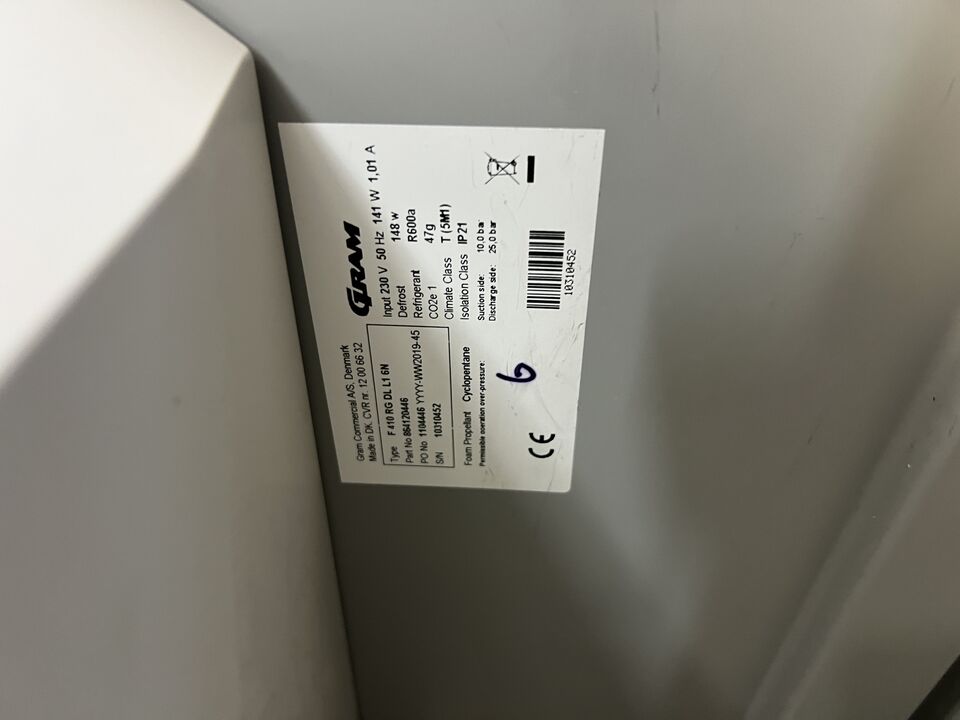 GRAM
Gram Commercial A/S, Denmark
Made in DK. CVR nr. 12 00 66 32
Type F 410 RG DL L1 6N
Part No 864120446
PO No 1104446 YYYY-WW2019-45
S/N 10310452
Input 230 V 50 Hz 141 W 1,01 A
Defrost 148 w
Refrigerant R600a
CO2e 1 47g
Climate Class T (5M1)
Isolation Class IP21
Foam Propellant Cyclopentane
Permissible operation over-pressure:
Suction side: 10,0 bar
Discharge side: 25,0 bar
CE
6
10310452